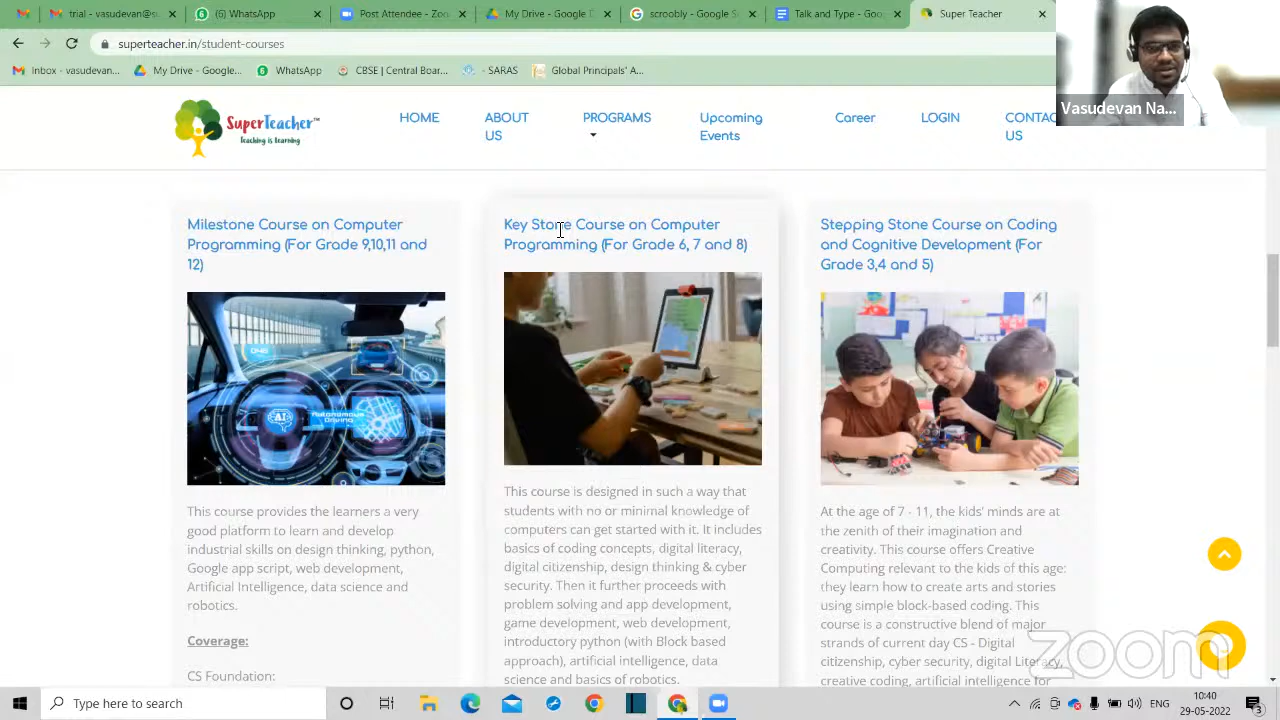 Inbox - vasudevan
My Drive - Google D
(6) WhatsApp
Zoom
My Drive - Google E
scroobly - Google S
Talk and Type - Goo
Super Teacher
superteacher.in/student-courses
Inbox - vasudevan...
My Drive - Google...
WhatsApp
CBSE | Central Boar...
SARAS
Global Principals' A...
Vasudevan Na...
SuperTeacher™
Teaching is learning
HOME
ABOUT US
PROGRAMS
Upcoming Events
Career
LOGIN
CONTAC
US
Milestone Course on Computer
Programming (For Grade 9,10,11 and
12)
AI
AUTONOMOUS
DRIVING
This course provides the learners a very
good platform to learn and develop
industrial skills on design thinking, python,
Google app script, web development,
Artificial Intelligence, data science and
robotics.
Coverage:
CS Foundation:
Key Stone Course on Computer
Programming (For Grade 6, 7 and 8)
This course is designed in such a way that
students with no or minimal knowledge of
computers can get started with it. It includes
basics of coding concepts, digital literacy,
digital citizenship, design thinking & cyber
security. Then it further proceeds with
problem solving and app development,
game development, web development,
introductory python (with Block based
approach), artificial intelligence, data
science and basics of robotics.
Stepping Stone Course on Coding
and Cognitive Development (For
Grade 3,4 and 5)
At the age of 7 - 11, the kids' minds are at
the zenith of their imagination and
creativity. This course offers Creative
Computing relevant to the kids of this age:
they learn how to create arts and stories
using simple block-based coding. This
course is a constructive blend of major
strands of current day CS - Digital
citizenship, cyber security, digital Literacy,
creative coding, artificial intelligence for
zoom
Type here to search
ENG
10:40
29-05-2022
3